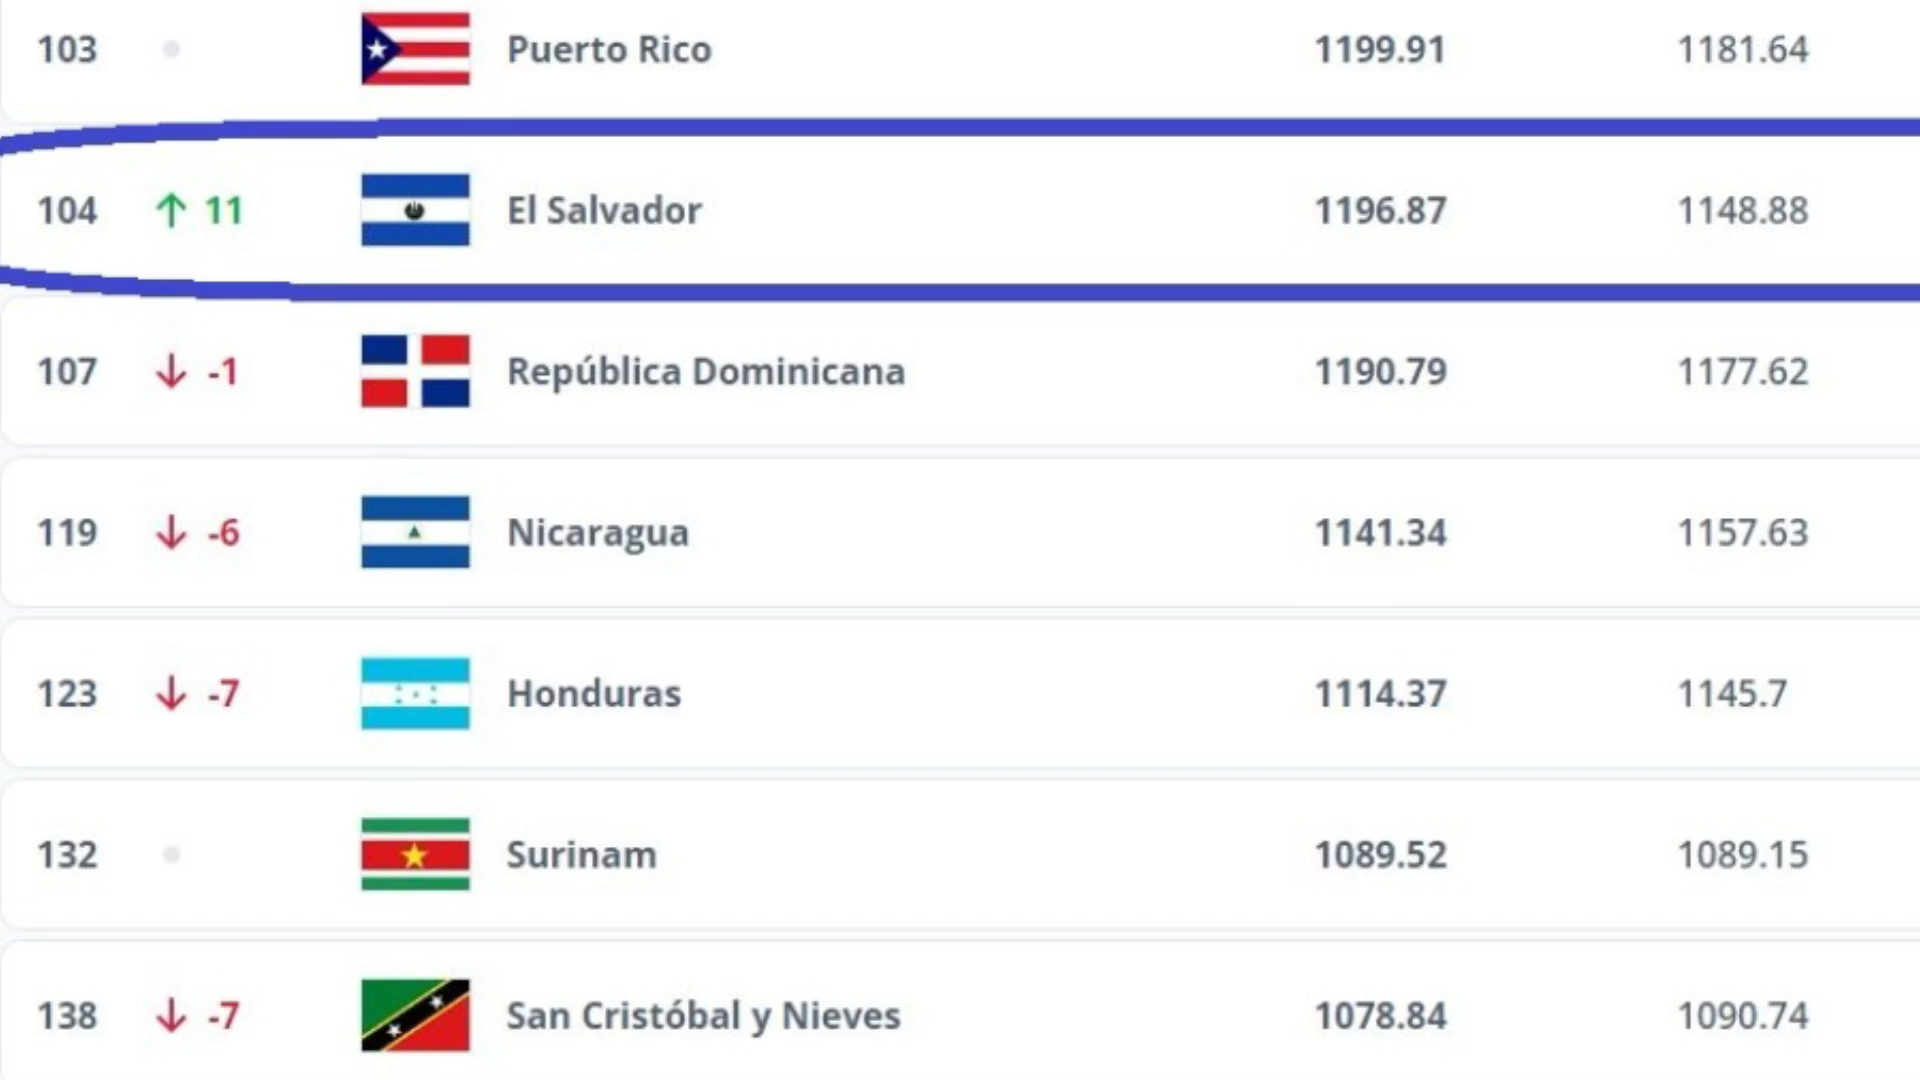 103 Puerto Rico 1199.91 1181.64
104 ↑ 11 El Salvador 1196.87 1148.88
107 ↓ -1 República Dominicana 1190.79 1177.62
119 ↓ -6 Nicaragua 1141.34 1157.63
123 ↓ -7 Honduras 1114.37 1145.7
132 Surinam 1089.52 1089.15
138 ↓ -7 San Cristóbal y Nieves 1078.84 1090.74